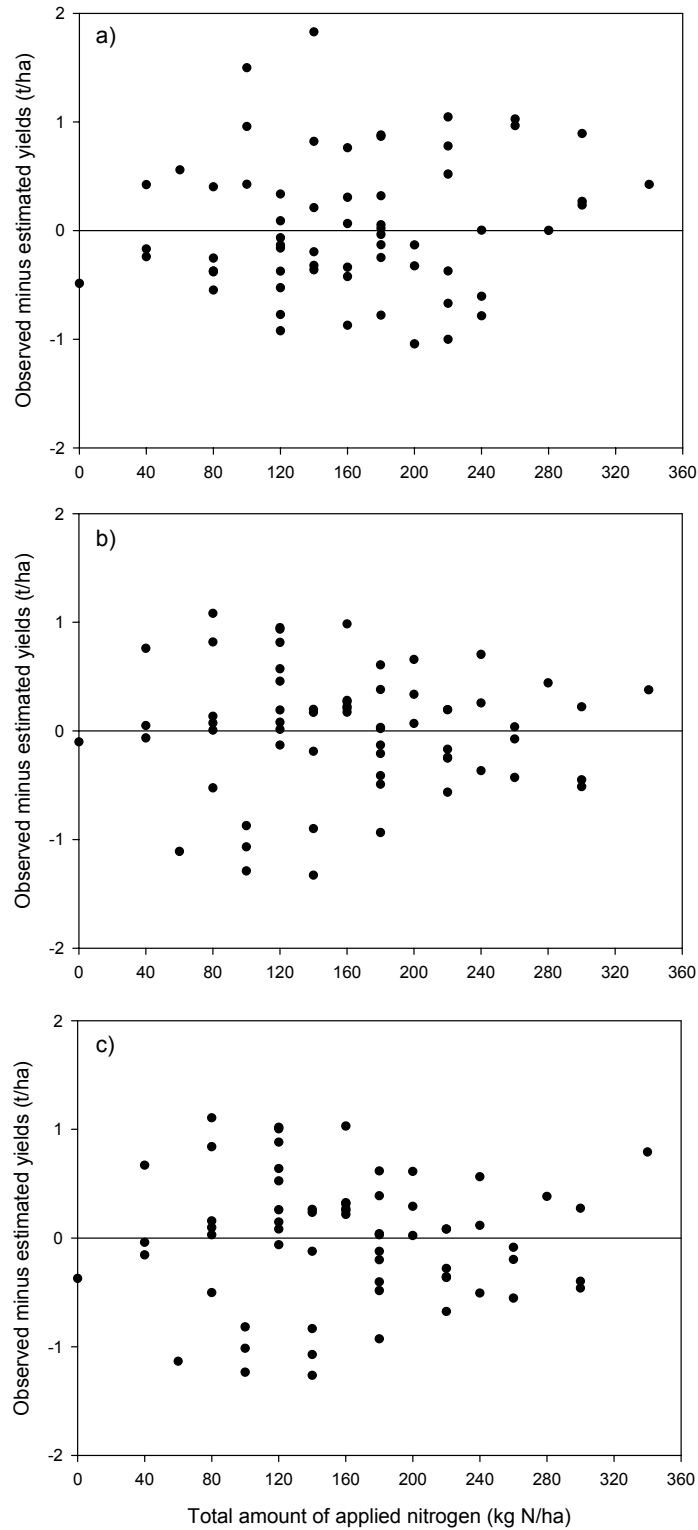 a)
Observed minus estimated yields (t/ha)
2
1
0
-1
-2
0 40 80 120 160 200 240 280 320 360
b)
Observed minus estimated yields (t/ha)
2
1
0
-1
-2
0 40 80 120 160 200 240 280 320 360
c)
Observed minus estimated yields (t/ha)
2
1
0
-1
-2
0 40 80 120 160 200 240 280 320 360
Total amount of applied nitrogen (kg N/ha)